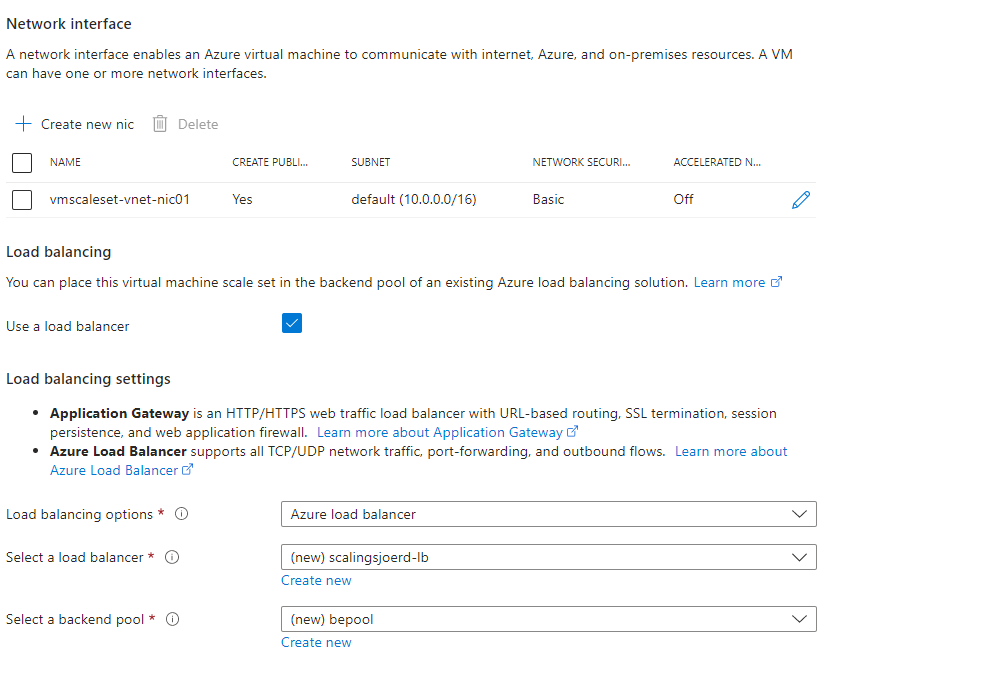 Network interface
A network interface enables an Azure virtual machine to communicate with internet, Azure, and on-premises resources. A VM
can have one or more network interfaces.
Create new nic Delete
NAME CREATE PUBLI... SUBNET NETWORK SECURI... ACCELERATED N...
vmscaleset-vnet-nic01 Yes default (10.0.0.0/16) Basic Off
Load balancing
You can place this virtual machine scale set in the backend pool of an existing Azure load balancing solution. Learn more
Use a load balancer
Load balancing settings
Application Gateway is an HTTP/HTTPS web traffic load balancer with URL-based routing, SSL termination, session
persistence, and web application firewall. Learn more about Application Gateway
Azure Load Balancer supports all TCP/UDP network traffic, port-forwarding, and outbound flows. Learn more about
Azure Load Balancer
Load balancing options * Azure load balancer
Select a load balancer * (new) scalingsjoerd-lb
Create new
Select a backend pool * (new) bepool
Create new